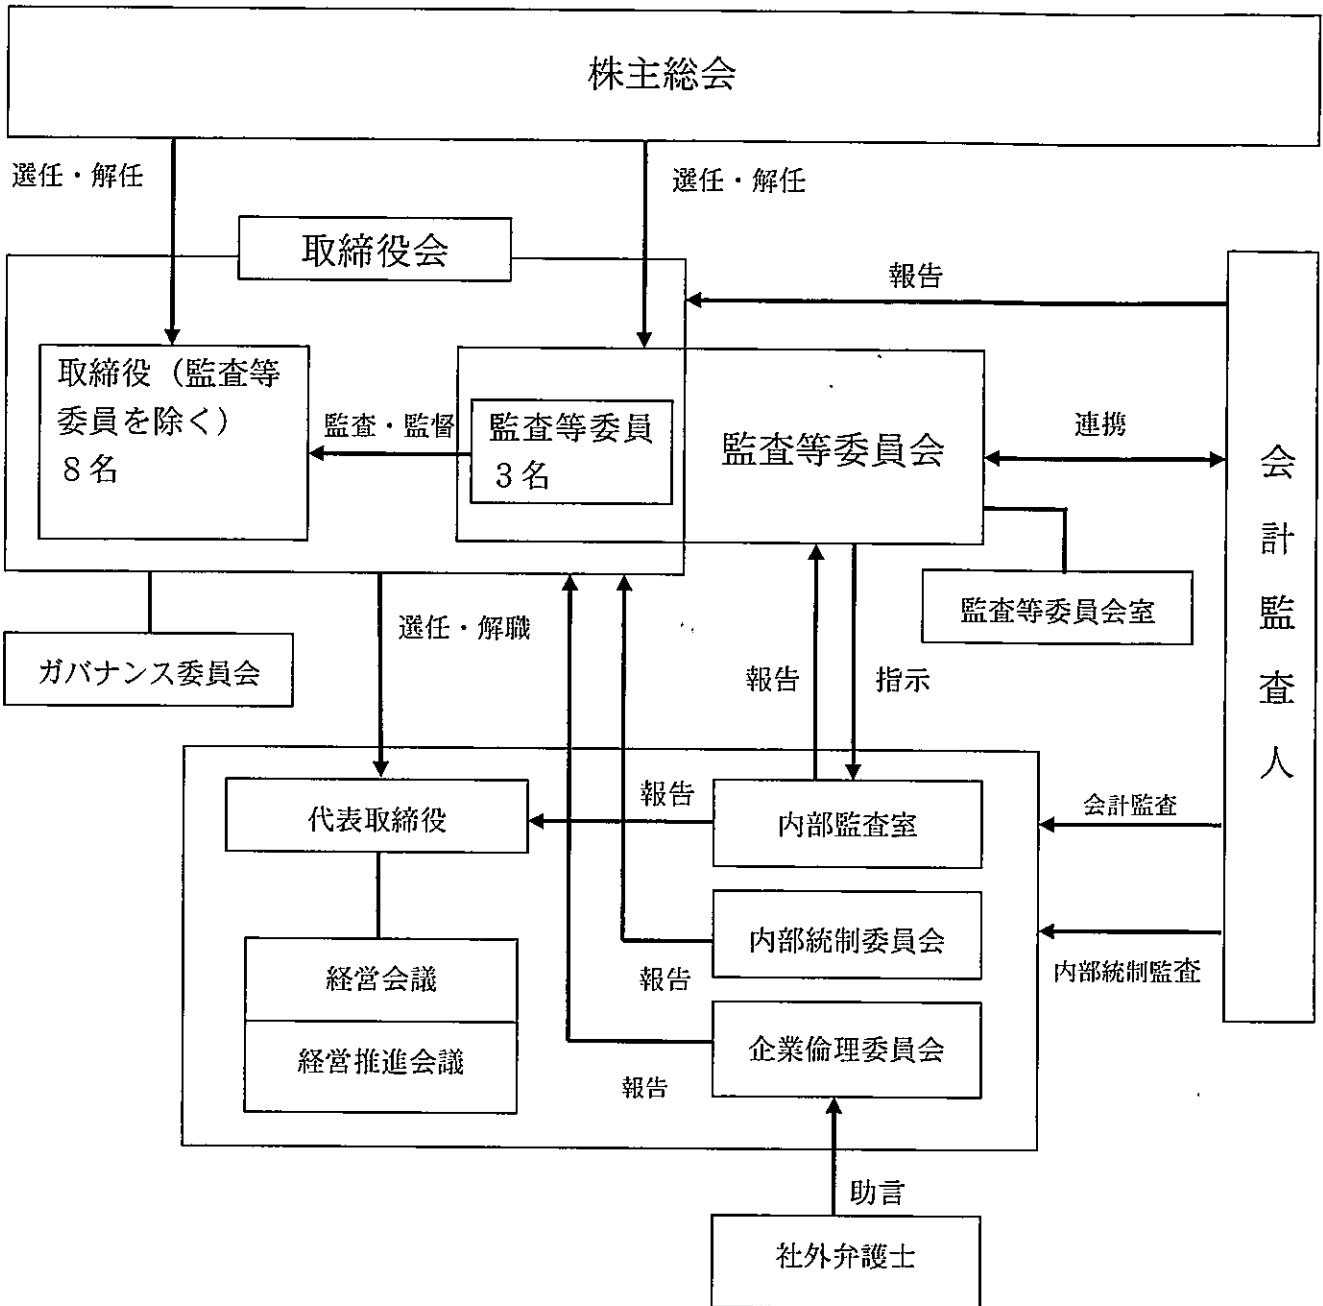 株主総会
選任・解任
選任・解任
取締役会
報告
取締役（監査等
委員を除く）
８名
監査・監督
監査等委員
３名
監査等委員会
連携
会計監査人
監査等委員会室
選任・解職
ガバナンス委員会
報告
指示
代表取締役
報告
内部監査室
会計監査
内部統制委員会
報告
内部統制監査
経営会議
経営推進会議
企業倫理委員会
報告
助言
社外弁護士